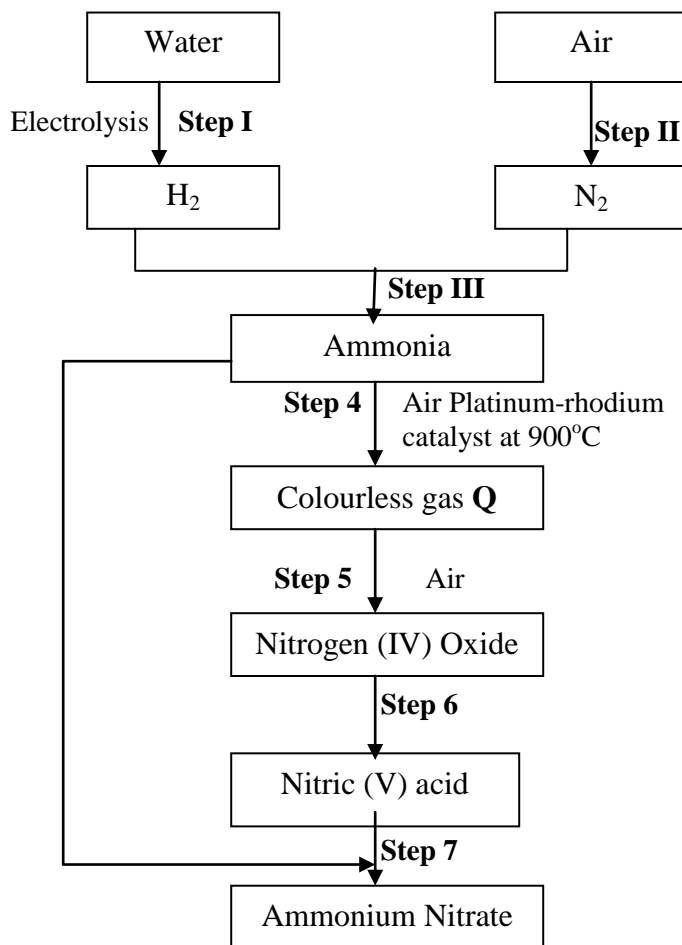 Water
Air
Electrolysis Step I
Step II
H₂
N₂
Step III
Ammonia
Step 4 Air Platinum-rhodium
catalyst at 900°C
Colourless gas Q
Step 5 Air
Nitrogen (IV) Oxide
Step 6
Nitric (V) acid
Step 7
Ammonium Nitrate